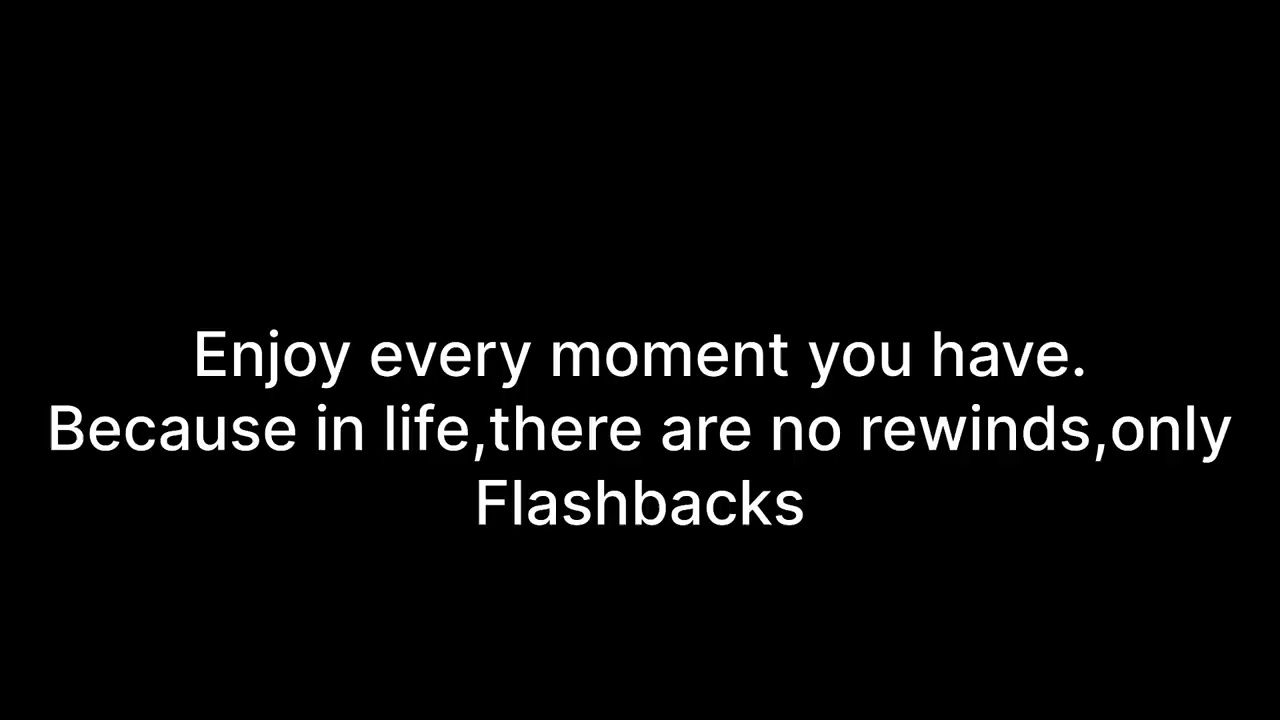 Enjoy every moment you have.
Because in life,there are no rewinds,only
Flashbacks